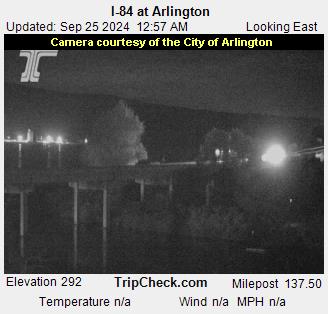 I-84 at Arlington
Updated: Sep 25 2024 12:57 AM Looking East
Camera courtesy of the City of Arlington
Elevation 292 TripCheck.com Milepost 137.50
Temperature n/a Wind n/a MPH n/a